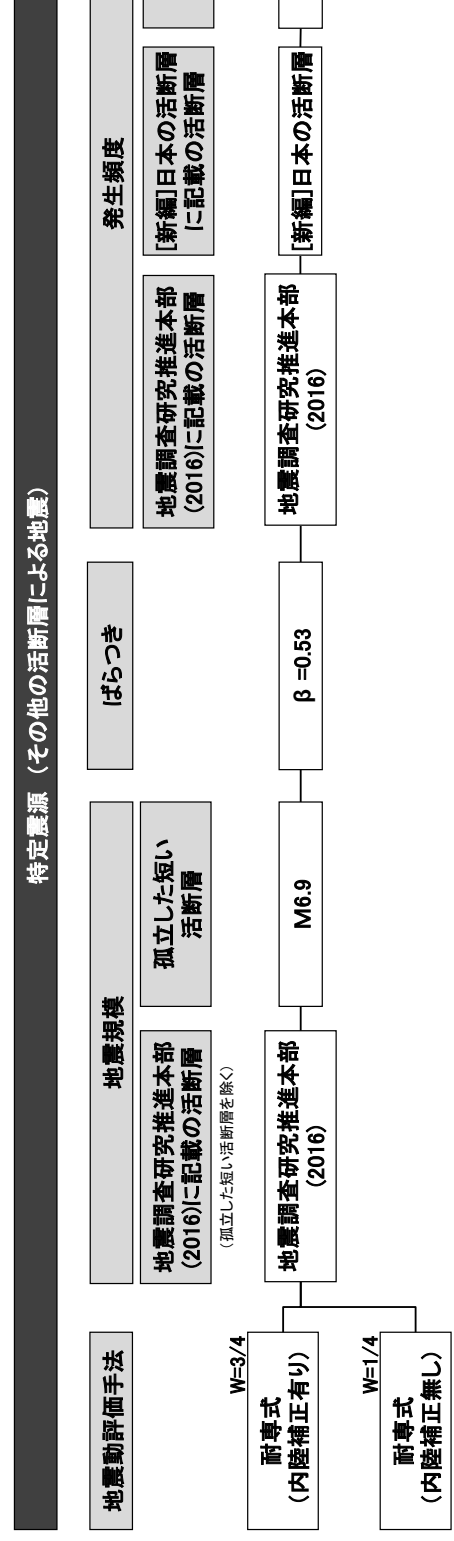 特定震源（その他の活断層による地震）
地震動評価手法
地震規模
ばらつき
発生頻度
地震調査研究推進本部
(2016)に記載の活断層
（孤立した短い活断層を除く）
孤立した短い
活断層
地震調査研究推進本部
(2016)に記載の活断層
[新編]日本の活断層
に記載の活断層
W=3/4
耐専式
（内陸補正有り）
W=1/4
耐専式
（内陸補正無し）
地震調査研究推進本部
(2016)
M6.9
β =0.53
地震調査研究推進本部
(2016)
[新編]日本の活断層